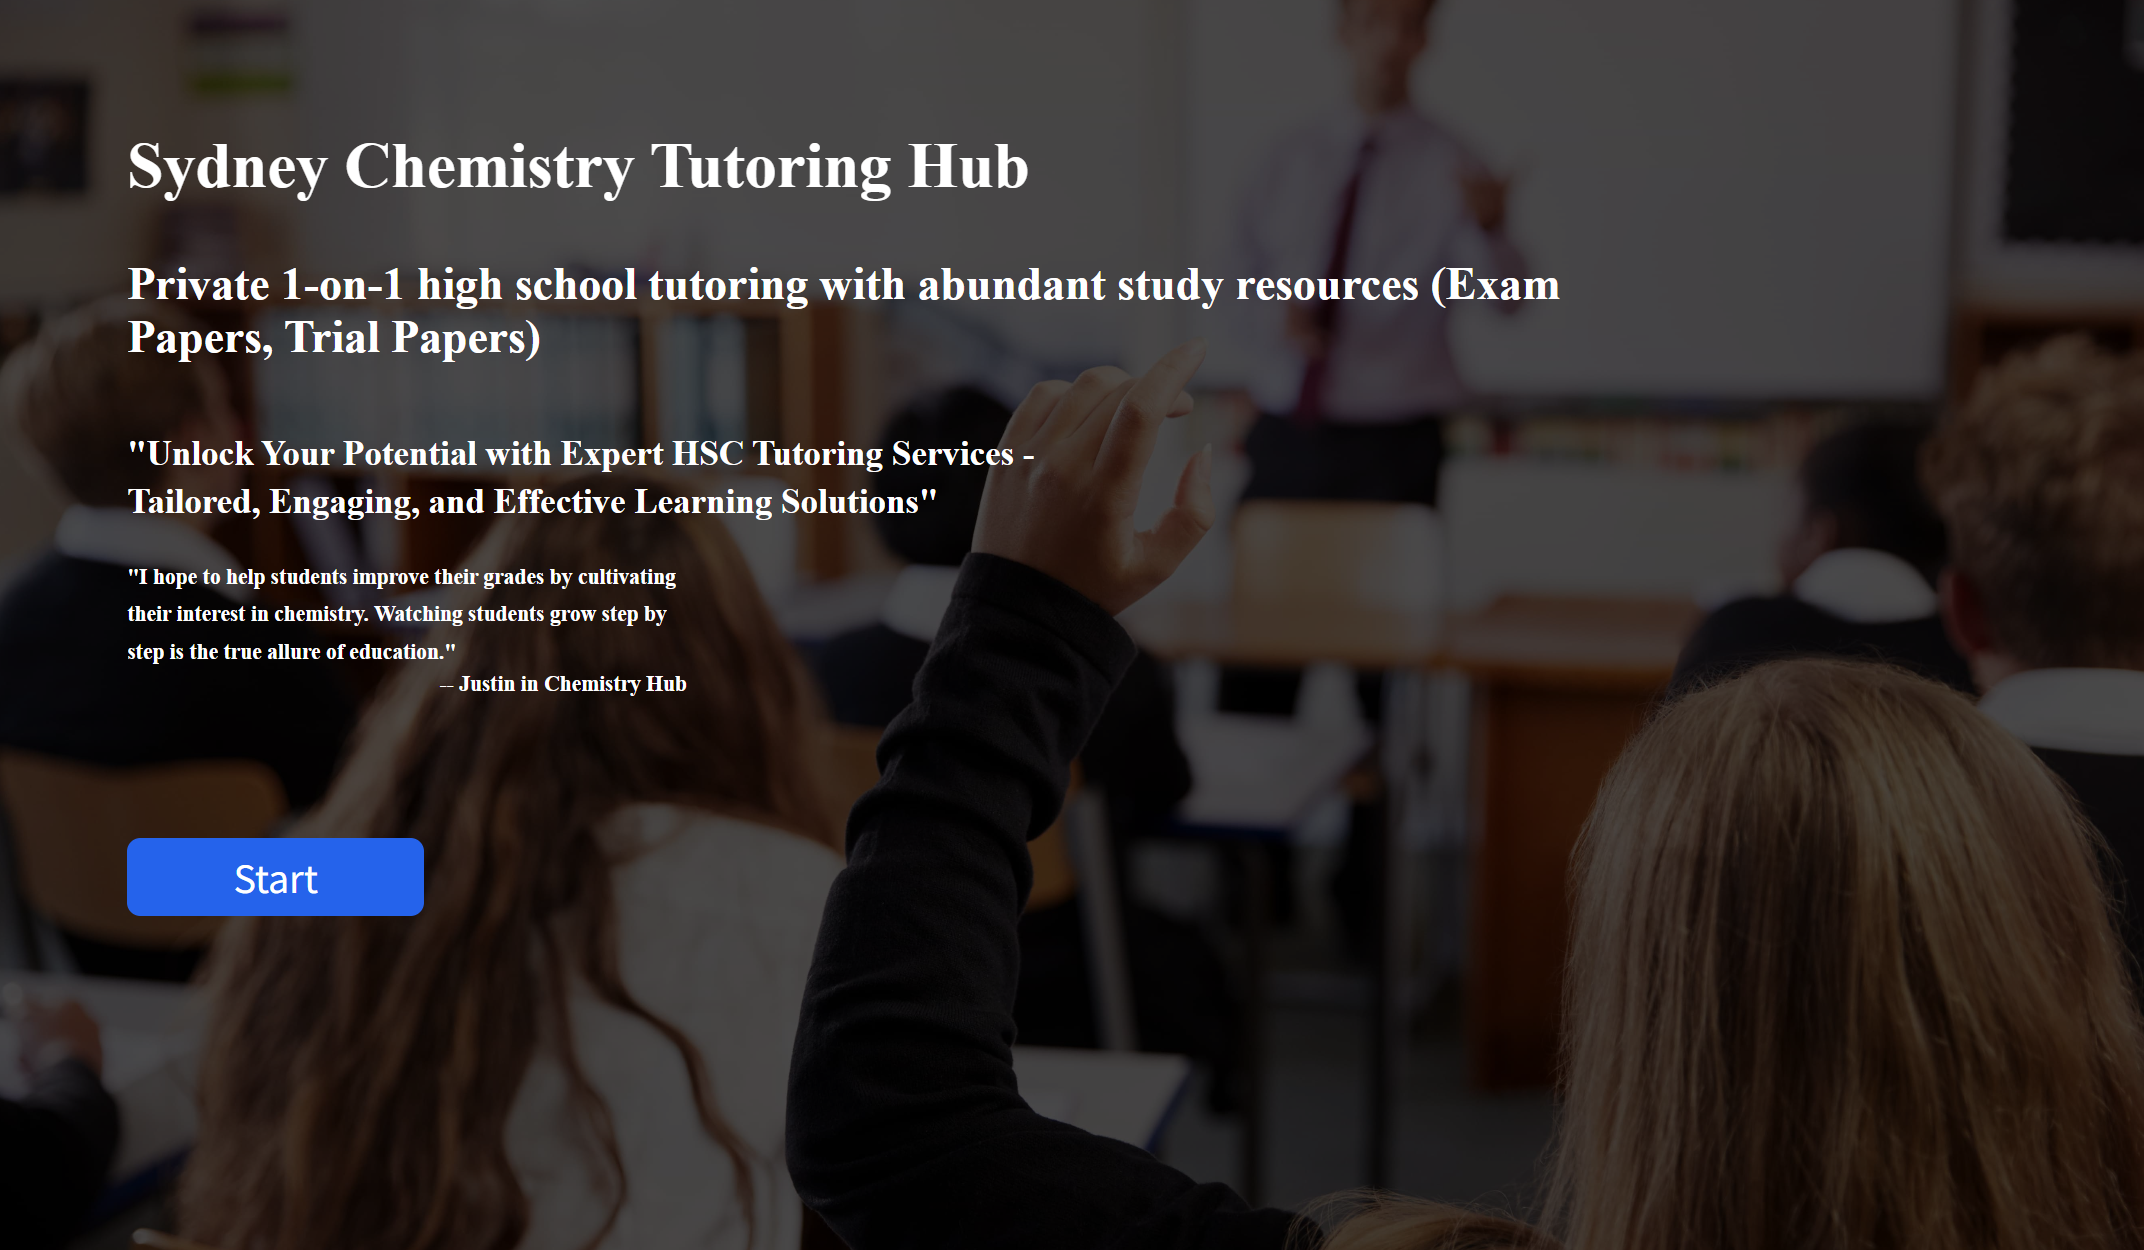 Sydney Chemistry Tutoring Hub
Private 1-on-1 high school tutoring with abundant study resources (Exam
Papers, Trial Papers)
"Unlock Your Potential with Expert HSC Tutoring Services -
Tailored, Engaging, and Effective Learning Solutions"
"I hope to help students improve their grades by cultivating
their interest in chemistry. Watching students grow step by
step is the true allure of education."
-- Justin in Chemistry Hub
Start